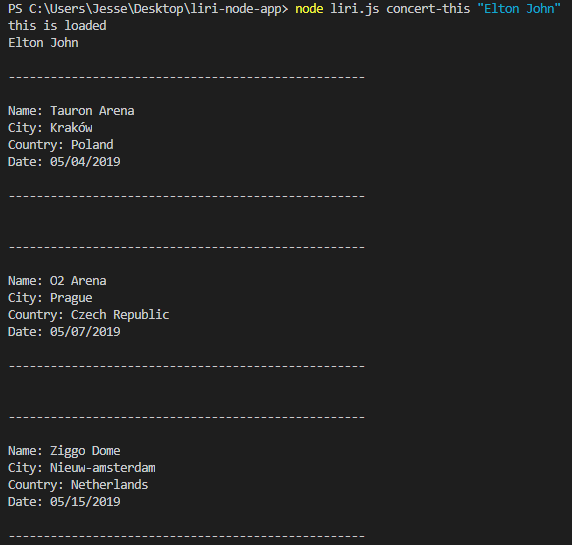 PS C:\Users\Jesse\Desktop\liri-node-app> node liri.js concert-this "Elton John"
this is loaded
Elton John
---------------------------------------------------
Name: Tauron Arena
City: Kraków
Country: Poland
Date: 05/04/2019
---------------------------------------------------
---------------------------------------------------
Name: O2 Arena
City: Prague
Country: Czech Republic
Date: 05/07/2019
---------------------------------------------------
---------------------------------------------------
Name: Ziggo Dome
City: Nieuw-amsterdam
Country: Netherlands
Date: 05/15/2019
---------------------------------------------------